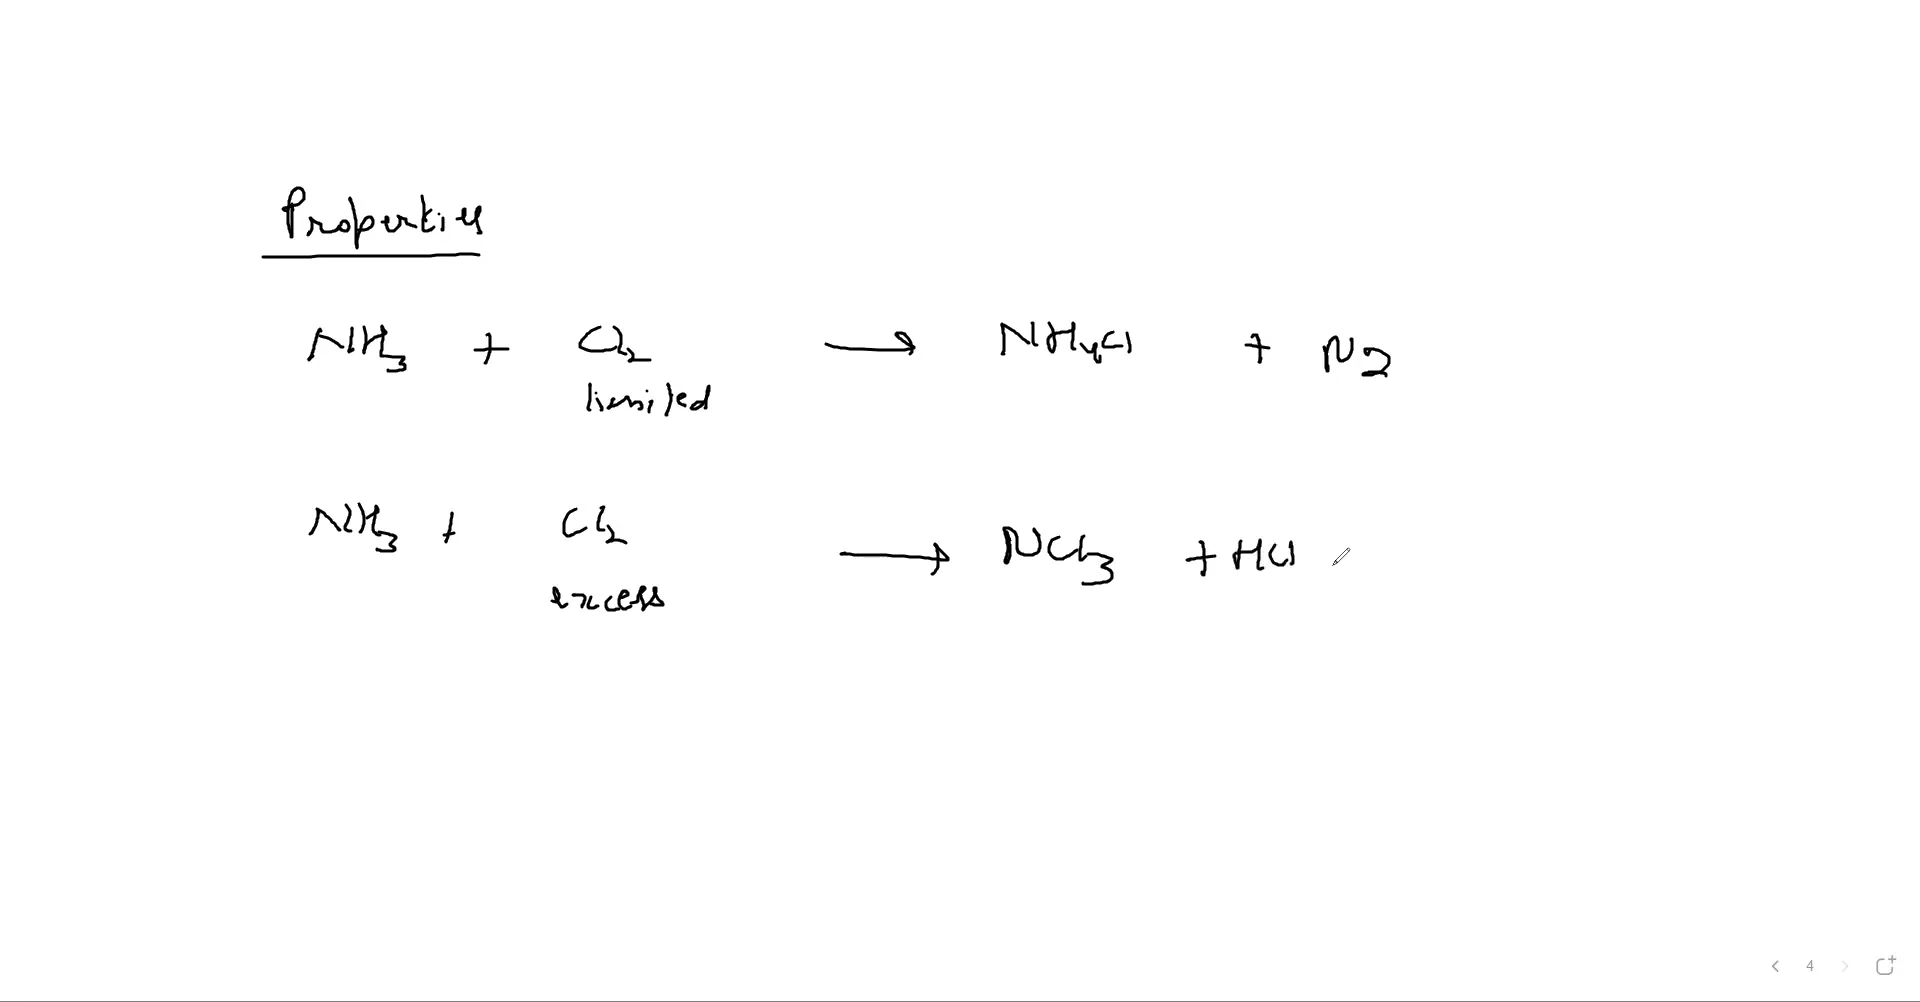 Properties
NH3 + Cl2 → NH4Cl + N2
limited
NH3 + Cl2 → NCl3 + HCl
excess
4